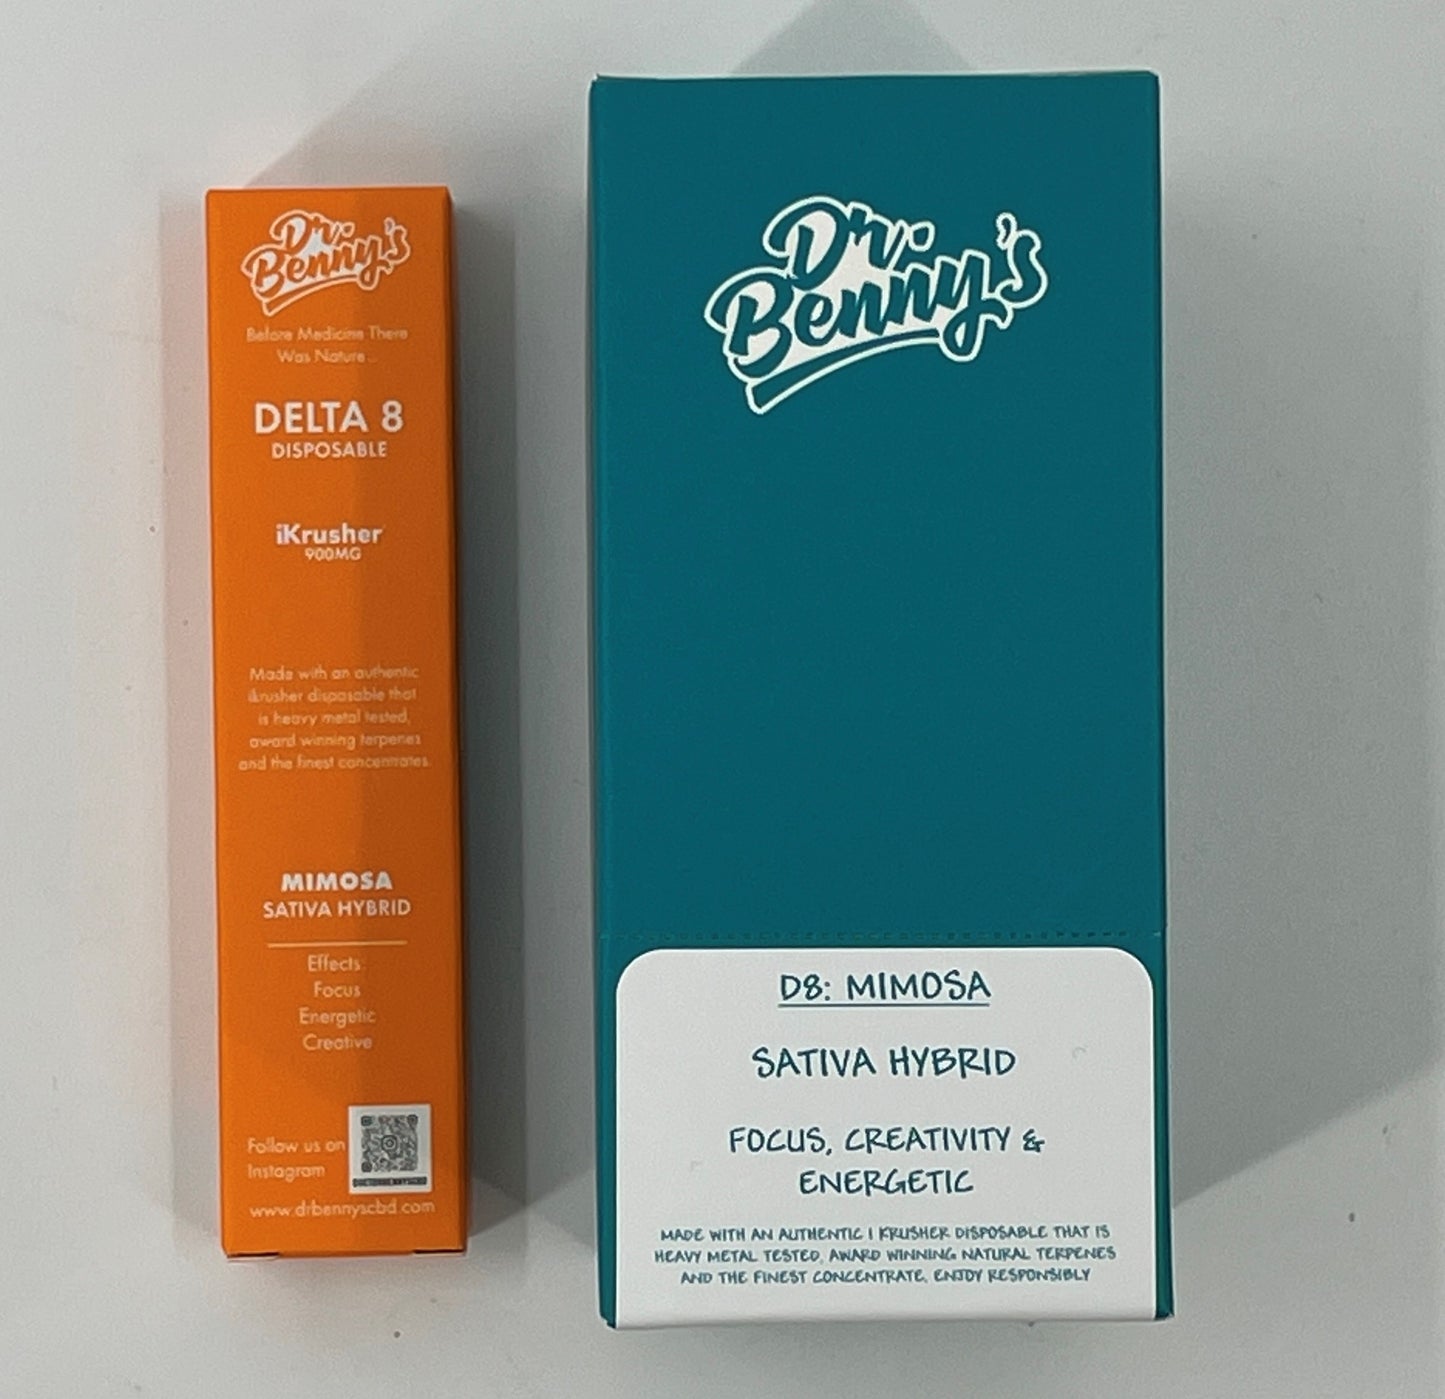 Dr.
Benny's
Before Medicine There
Was Nature...
DELTA 8
DISPOSABLE
iKrusher
900MG
Made with an authentic
ikrusher disposable that
is heavy metal tested,
award winning terpenes
and the finest concentrates.
MIMOSA
SATIVA HYBRID
Effects:
Focus
Energetic
Creative
Follow us on
Instagram
www.drbennyscbd.com
Dr.
Benny's
D8: MIMOSA
SATIVA HYBRID
FOCUS, CREATIVITY &
ENERGETIC
MADE WITH AN AUTHENTIC I KRUSHER DISPOSABLE THAT IS
HEAVY METAL TESTED, AWARD WINNING NATURAL TERPENES
AND THE FINEST CONCENTRATE, ENJOY RESPONSIBLY